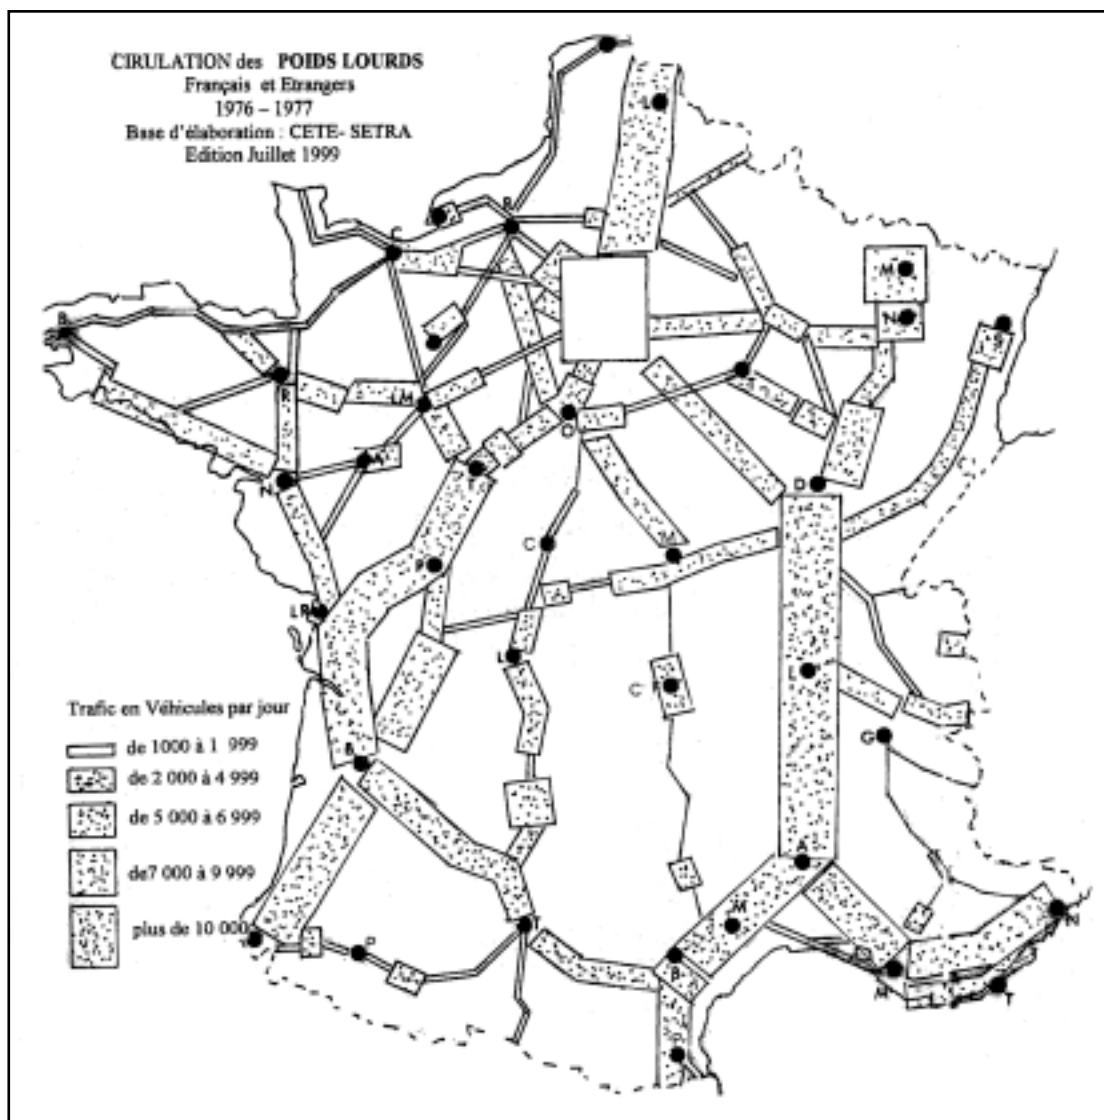 CIRULATION des POIDS LOURDS
Français et Etrangers
1976 – 1977
Base d'élaboration : CETE- SETRA
Edition Juillet 1999
L
R
C
M
B
N
S
R
LM
A
O
T
N
D
C
M
P
LR
L
L
C
G
B
A
M
N
P
T
B
M
T
P
Trafic en Véhicules par jour
de 1000 à 1 999
de 2 000 à 4 999
de 5 000 à 6 999
de7 000 à 9 999
plus de 10 000